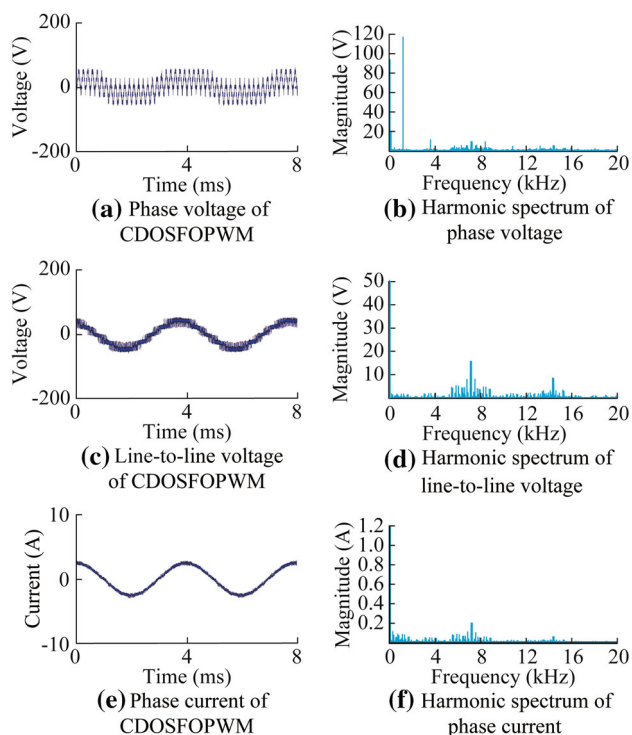 200
0
-200
Voltage (V)
0 4 8
Time (ms)
(a) Phase voltage of
CDOSFOPWM
120
100
80
60
40
20
Magnitude (V)
0 4 8 12 16 20
Frequency (kHz)
(b) Harmonic spectrum of
phase voltage
200
0
-200
Voltage (V)
0 4 8
Time (ms)
(c) Line-to-line voltage
of CDOSFOPWM
50
40
30
20
10
Magnitude (V)
0 4 8 12 16 20
Frequency (kHz)
(d) Harmonic spectrum of
line-to-line voltage
10
0
-10
Current (A)
0 4 8
Time (ms)
(e) Phase current of
CDOSFOPWM
1.2
1.0
0.8
0.6
0.4
0.2
Magnitude (A)
0 4 8 12 16 20
Frequency (kHz)
(f) Harmonic spectrum of
phase current